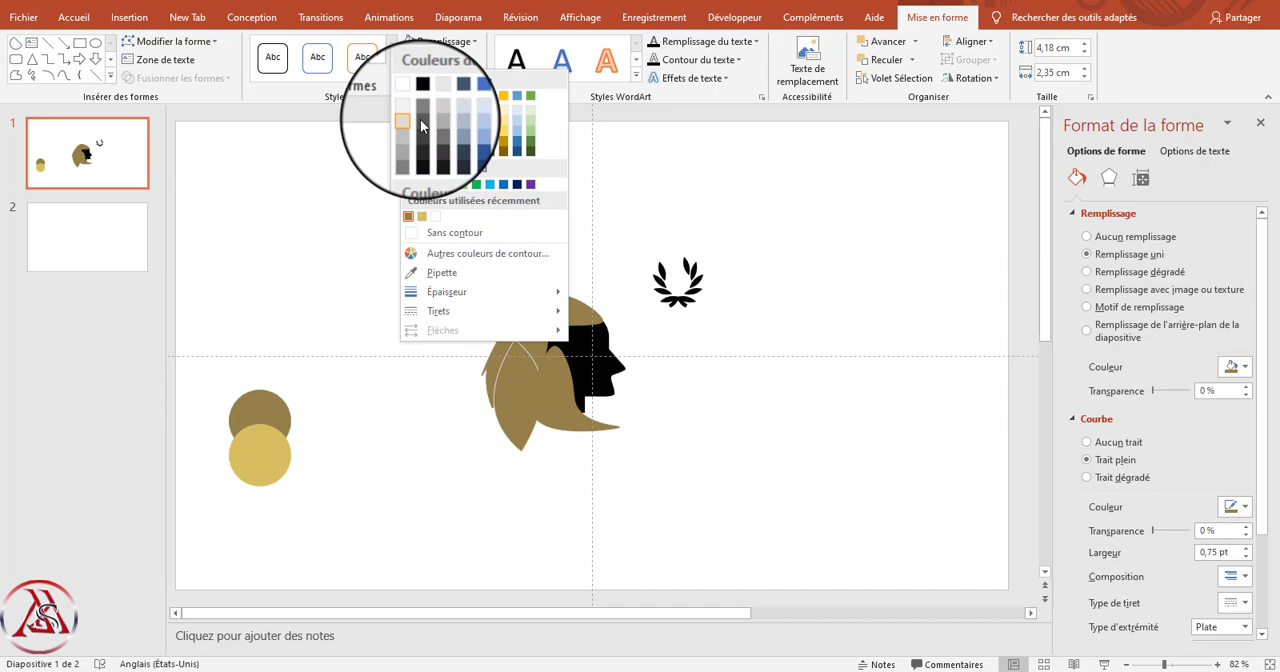 Fichier Accueil Insertion New Tab Conception Transitions Animations Diaporama Révision Affichage Enregistrement Développeur Compléments Aide Mise en forme Rechercher des outils adaptés Partager
Modifier la forme
Zone de texte
Fusionner les formes
Insérer des formes
Abc Abc Abc
Remplissage
Couleurs d
rmes
Styl
A A A
Remplissage du texte
Contour du texte
Effets de texte
Styles WordArt
Texte de
remplacement
Accessibilité
Avancer
Reculer
Volet Sélection
Aligner
Grouper
Rotation
Organiser
4,18 cm
2,35 cm
Taille
Couleurs utilisées récemment
Sans contour
Autres couleurs de contour...
Pipette
Épaisseur
Tirets
Flèches
1
2
Format de la forme
Options de forme Options de texte
Remplissage
Aucun remplissage
Remplissage uni
Remplissage dégradé
Remplissage avec image ou texture
Motif de remplissage
Remplissage de l'arrière-plan de la
diapositive
Couleur
Transparence 0 %
Courbe
Aucun trait
Trait plein
Trait dégradé
Couleur
Transparence 0 %
Largeur 0,75 pt
Composition
Type de tiret
Type d'extrémité Plate
Cliquez pour ajouter des notes
Diapositive 1 de 2 Anglais (États-Unis) Notes Commentaires 82 %